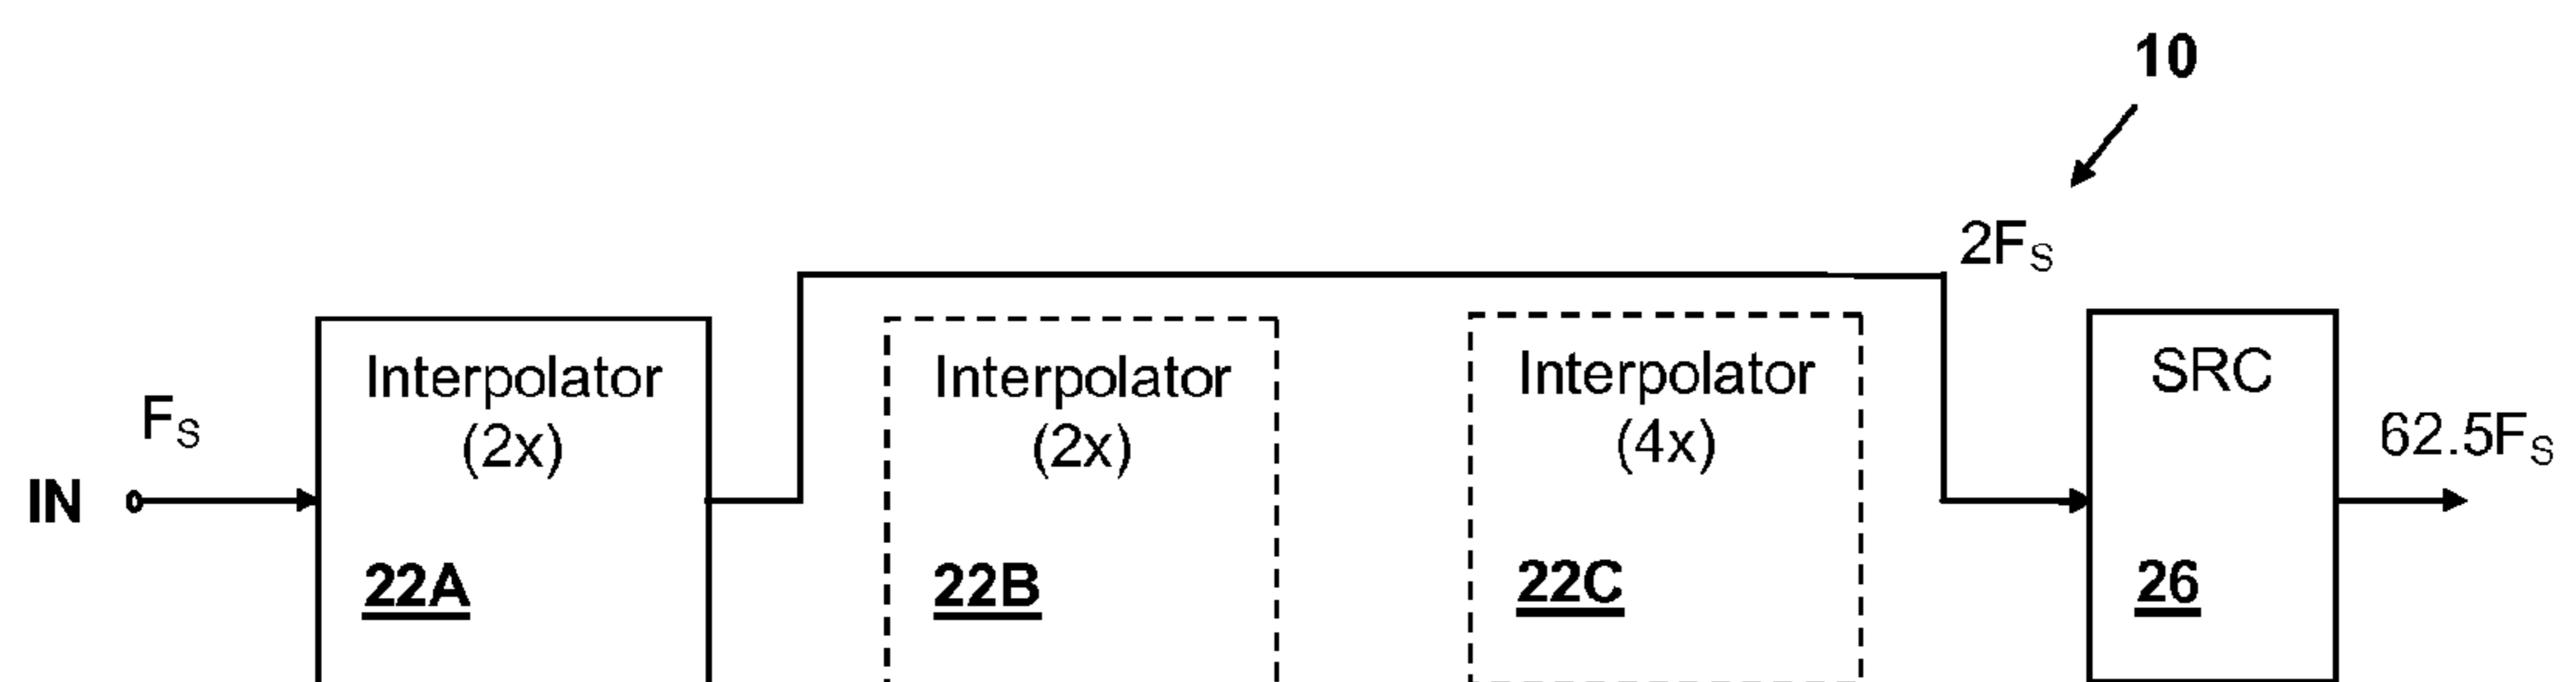 10
2FS
Interpolator
(2x)
22A
Interpolator
(2x)
22B
Interpolator
(4x)
22C
SRC
26
FS
IN
62.5FS